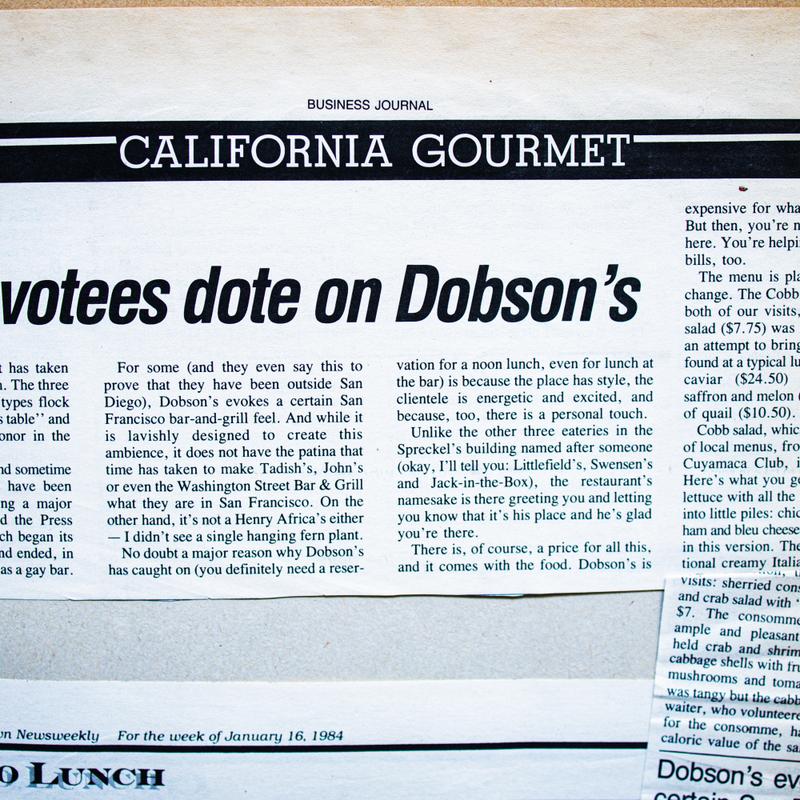 BUSINESS JOURNAL
CALIFORNIA GOURMET
votees dote on Dobson's
has taken
The three
types flock
table'' and
onor in the
nd sometime
have been
ng a major
d the Press
ch began its
nd ended, in
as a gay bar.
For some (and they even say this to
prove that they have been outside San
Diego), Dobson's evokes a certain San
Francisco bar-and-grill feel. And while it
is lavishly designed to create this
ambience, it does not have the patina that
time has taken to make Tadish's, John's
or even the Washington Street Bar & Grill
what they are in San Francisco. On the
other hand, it's not a Henry Africa's either
— I didn't see a single hanging fern plant.
No doubt a major reason why Dobson's
has caught on (you definitely need a reser-
vation for a noon lunch, even for lunch at
the bar) is because the place has style, the
clientele is energetic and excited, and
because, too, there is a personal touch.
Unlike the other three eateries in the
Spreckel's building named after someone
(okay, I'll tell you: Littlefield's, Swensen's
and Jack-in-the-Box), the restaurant's
namesake is there greeting you and letting
you know that it's his place and he's glad
you're there.
There is, of course, a price for all this,
and it comes with the food. Dobson's is
expensive for wha
But then, you're n
here. You're helpi
bills, too.
The menu is pla
change. The Cobb
both of our visits,
salad ($7.75) was
an attempt to bring
found at a typical lu
caviar ($24.50)
saffron and melon (
of quail ($10.50).
Cobb salad, whic
of local menus, fro
Cuyamaca Club, i
Here's what you ge
lettuce with all the
into little piles: chic
ham and bleu cheese
in this version. The
tional creamy Italia
visits: sherried cons
and crab salad with
$7. The consomme
ample and pleasant
held crab and shrim
cabbage shells with fru
mushrooms and toma
was tangy but the cabb
waiter, who volunteere
for the consomme, ha
caloric value of the sa
Dobson's ev
wn Newsweekly For the week of January 16, 1984
O LUNCH